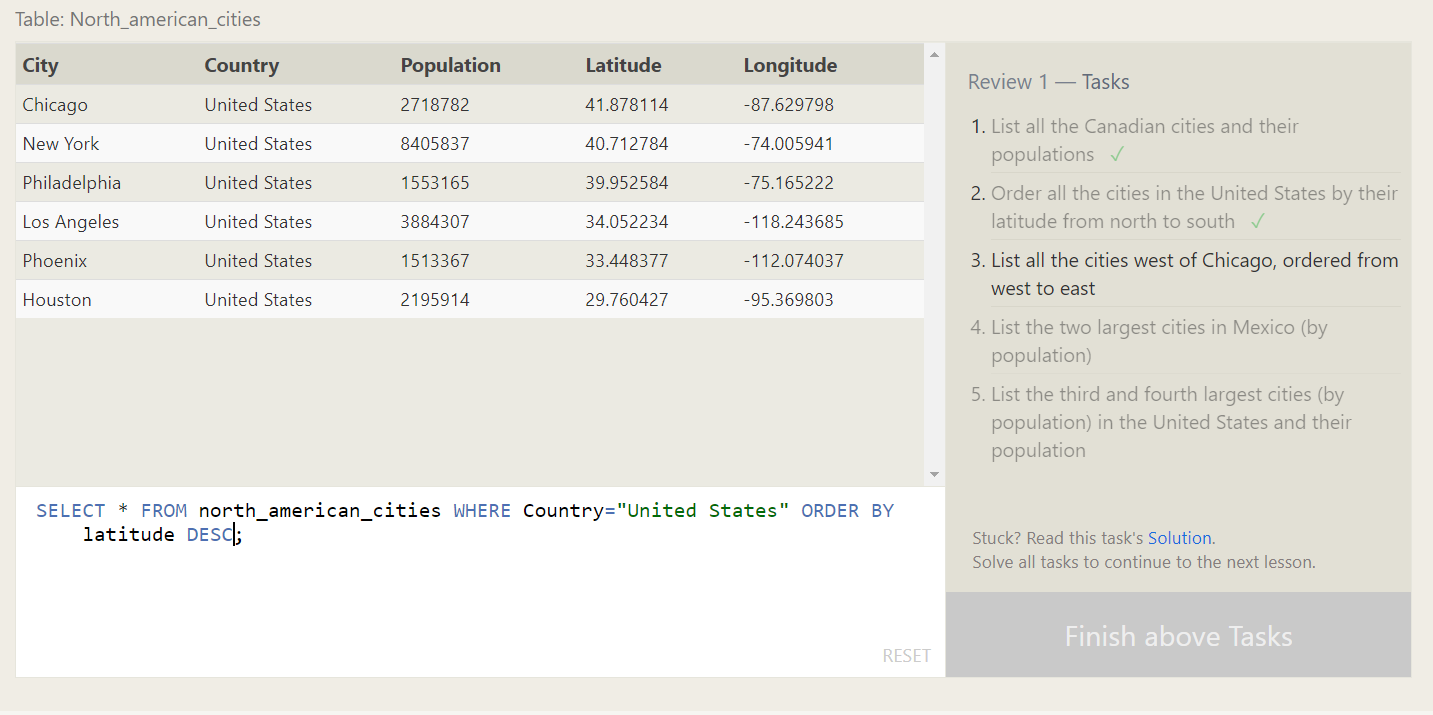 Table: North_american_cities
City Country Population Latitude Longitude
Chicago United States 2718782 41.878114 -87.629798
New York United States 8405837 40.712784 -74.005941
Philadelphia United States 1553165 39.952584 -75.165222
Los Angeles United States 3884307 34.052234 -118.243685
Phoenix United States 1513367 33.448377 -112.074037
Houston United States 2195914 29.760427 -95.369803
SELECT * FROM north_american_cities WHERE Country="United States" ORDER BY
latitude DESC;
RESET
Review 1 — Tasks
1. List all the Canadian cities and their
populations ✓
2. Order all the cities in the United States by their
latitude from north to south ✓
3. List all the cities west of Chicago, ordered from
west to east
4. List the two largest cities in Mexico (by
population)
5. List the third and fourth largest cities (by
population) in the United States and their
population
Stuck? Read this task's Solution.
Solve all tasks to continue to the next lesson.
Finish above Tasks